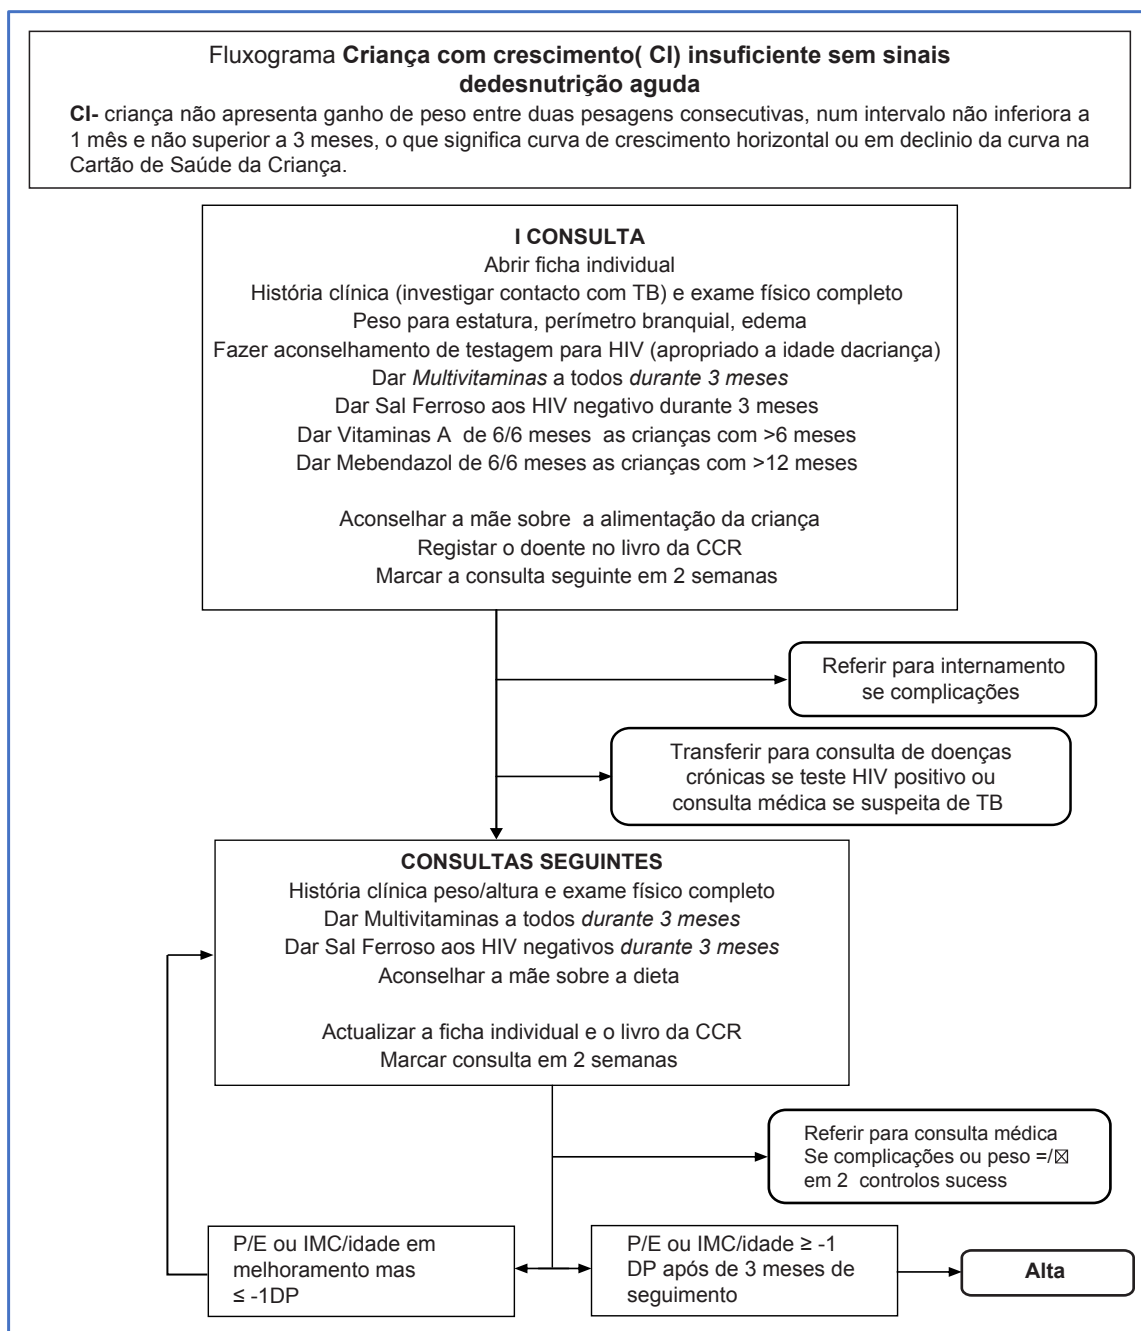 Fluxograma Criança com crescimento( CI) insuficiente sem sinais
dedesnutrição aguda
CI- criança não apresenta ganho de peso entre duas pesagens consecutivas, num intervalo não inferiora a
1 mês e não superior a 3 meses, o que significa curva de crescimento horizontal ou em declinio da curva na
Cartão de Saúde da Criança.
I CONSULTA
Abrir ficha individual
História clínica (investigar contacto com TB) e exame físico completo
Peso para estatura, perímetro branquial, edema
Fazer aconselhamento de testagem para HIV (apropriado a idade dacriança)
Dar Multivitaminas a todos durante 3 meses
Dar Sal Ferroso aos HIV negativo durante 3 meses
Dar Vitaminas A de 6/6 meses as crianças com >6 meses
Dar Mebendazol de 6/6 meses as crianças com >12 meses
Aconselhar a mãe sobre a alimentação da criança
Registar o doente no livro da CCR
Marcar a consulta seguinte em 2 semanas
Referir para internamento
se complicações
Transferir para consulta de doenças
crónicas se teste HIV positivo ou
consulta médica se suspeita de TB
CONSULTAS SEGUINTES
História clínica peso/altura e exame físico completo
Dar Multivitaminas a todos durante 3 meses
Dar Sal Ferroso aos HIV negativos durante 3 meses
Aconselhar a mãe sobre a dieta
Actualizar a ficha individual e o livro da CCR
Marcar consulta em 2 semanas
Referir para consulta médica
Se complicações ou peso =/☒
em 2 controlos sucess
P/E ou IMC/idade em
melhoramento mas
≤ -1DP
P/E ou IMC/idade ≥ -1
DP após de 3 meses de
seguimento
Alta